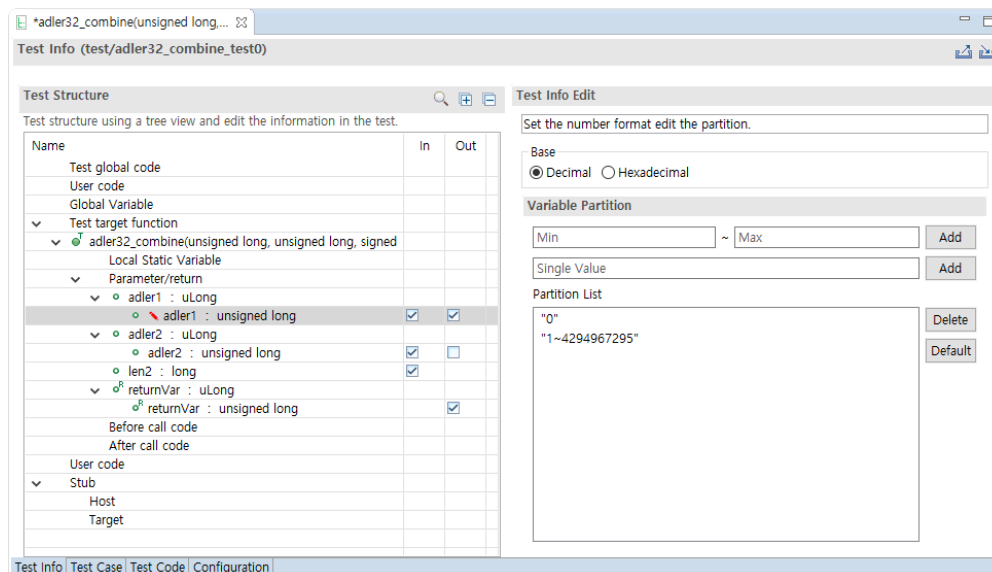 *adler32_combine(unsigned long,...
Test Info (test/adler32_combine_test0)
Test Structure
Test structure using a tree view and edit the information in the test.
Name In Out
Test global code
User code
Global Variable
Test target function
adler32_combine(unsigned long, unsigned long, signed
Local Static Variable
Parameter/return
adler1 : uLong
adler1 : unsigned long
adler2 : uLong
adler2 : unsigned long
len2 : long
returnVar : uLong
returnVar : unsigned long
Before call code
After call code
User code
Stub
Host
Target
Test Info Edit
Set the number format edit the partition.
Base
Decimal Hexadecimal
Variable Partition
Min ~ Max Add
Single Value Add
Partition List
"0"
"1~4294967295"
Delete
Default
Test Info Test Case Test Code Configuration